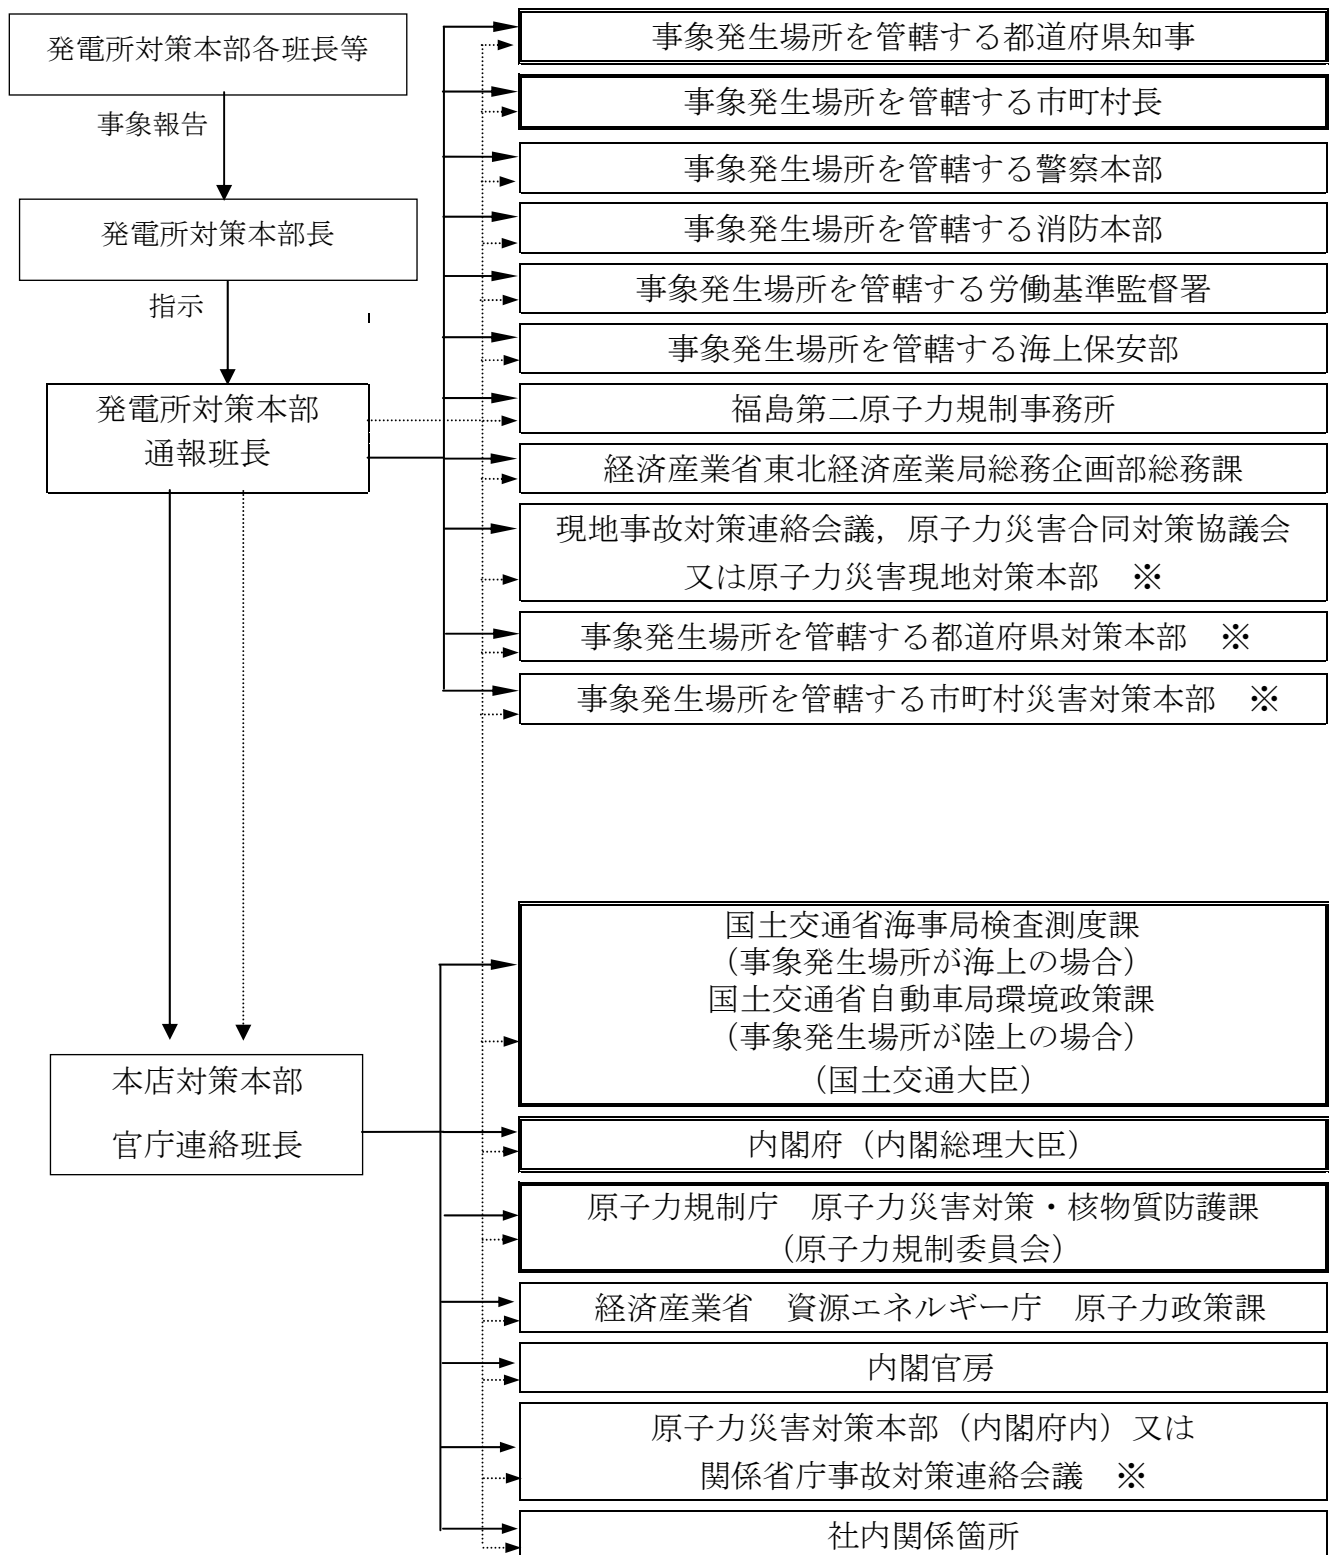 発電所対策本部各班長等
事象報告
発電所対策本部長
指示
発電所対策本部
通報班長
本店対策本部
官庁連絡班長
事象発生場所を管轄する都道府県知事
事象発生場所を管轄する市町村長
事象発生場所を管轄する警察本部
事象発生場所を管轄する消防本部
事象発生場所を管轄する労働基準監督署
事象発生場所を管轄する海上保安部
福島第二原子力規制事務所
経済産業省東北経済産業局総務企画部総務課
現地事故対策連絡会議，原子力災害合同対策協議会
又は原子力災害現地対策本部　※
事象発生場所を管轄する都道府県対策本部　※
事象発生場所を管轄する市町村災害対策本部　※
国土交通省海事局検査測度課
（事象発生場所が海上の場合）
国土交通省自動車局環境政策課
（事象発生場所が陸上の場合）
（国土交通大臣）
内閣府（内閣総理大臣）
原子力規制庁　原子力災害対策・核物質防護課
（原子力規制委員会）
経済産業省　資源エネルギー庁　原子力政策課
内閣官房
原子力災害対策本部（内閣府内）又は
関係省庁事故対策連絡会議　※
社内関係箇所